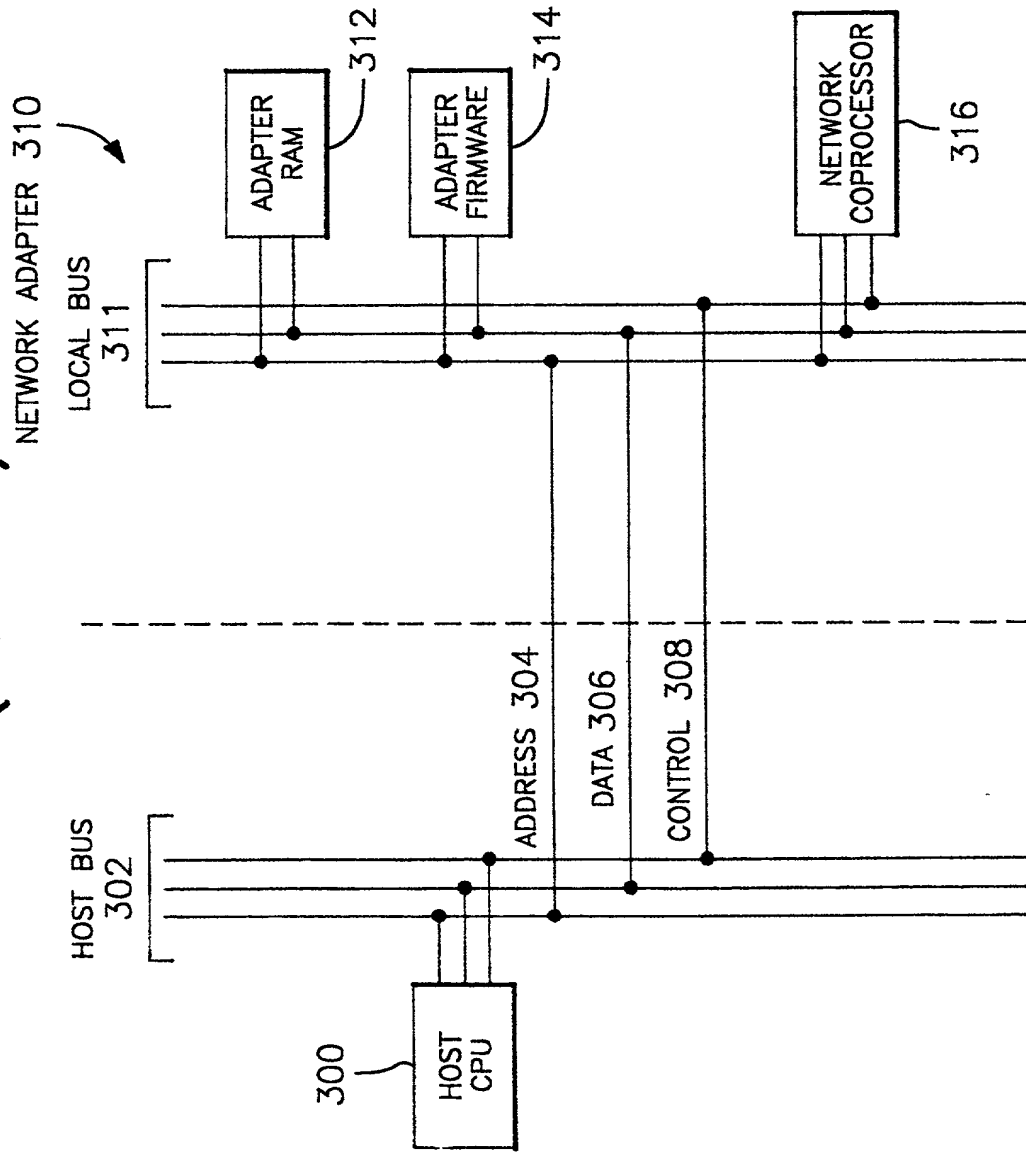 NETWORK ADAPTER 310
LOCAL BUS
311
ADAPTER
RAM
312
ADAPTER
FIRMWARE
314
NETWORK
COPROCESSOR
316
HOST BUS
302
ADDRESS 304
DATA 306
CONTROL 308
300
HOST
CPU